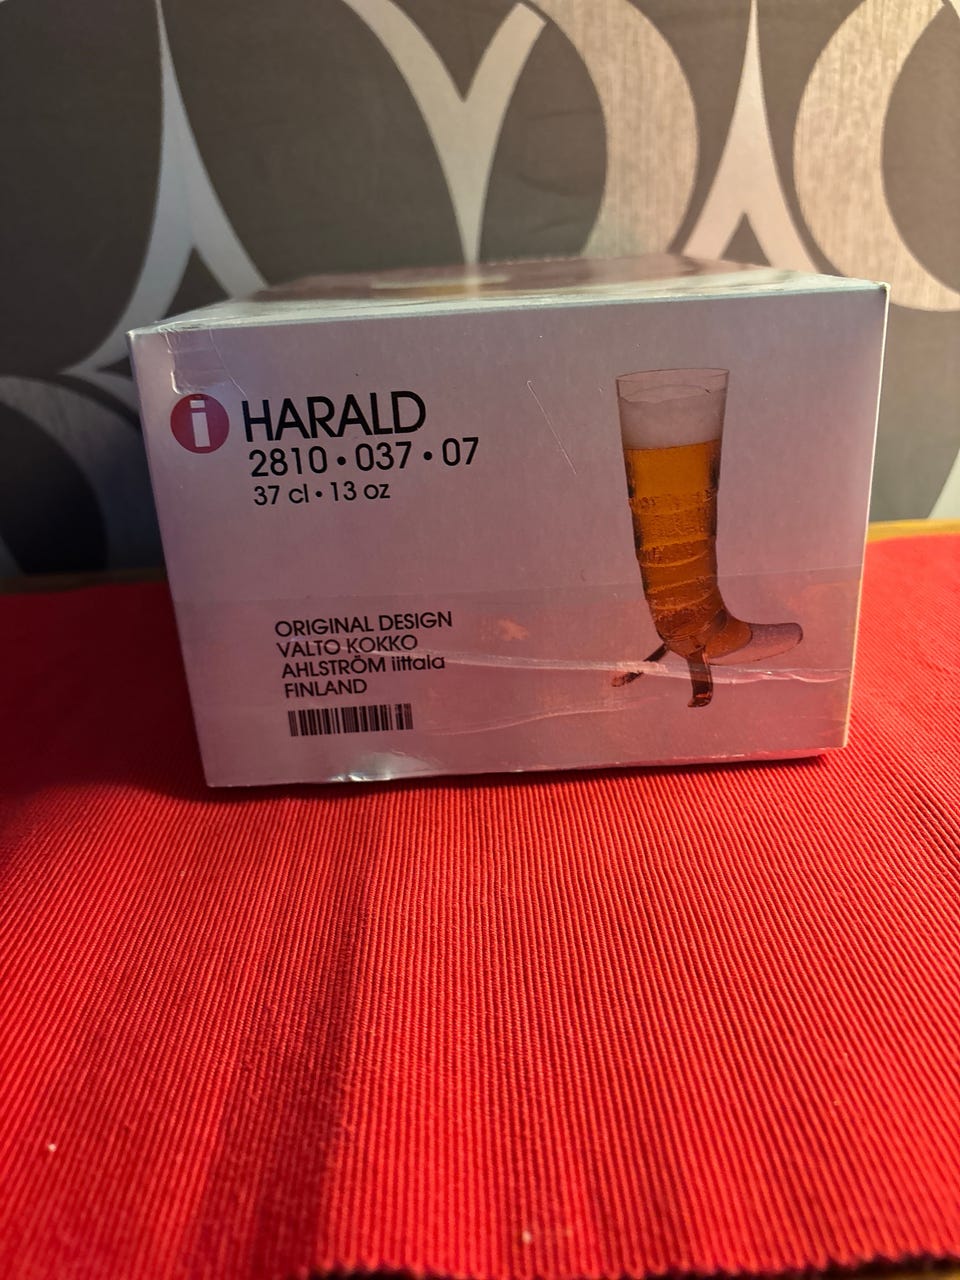 i HARALD
2810 • 037 • 07
37 cl • 13 oz
ORIGINAL DESIGN
VALTO KOKKO
AHLSTRÖM iittala
FINLAND